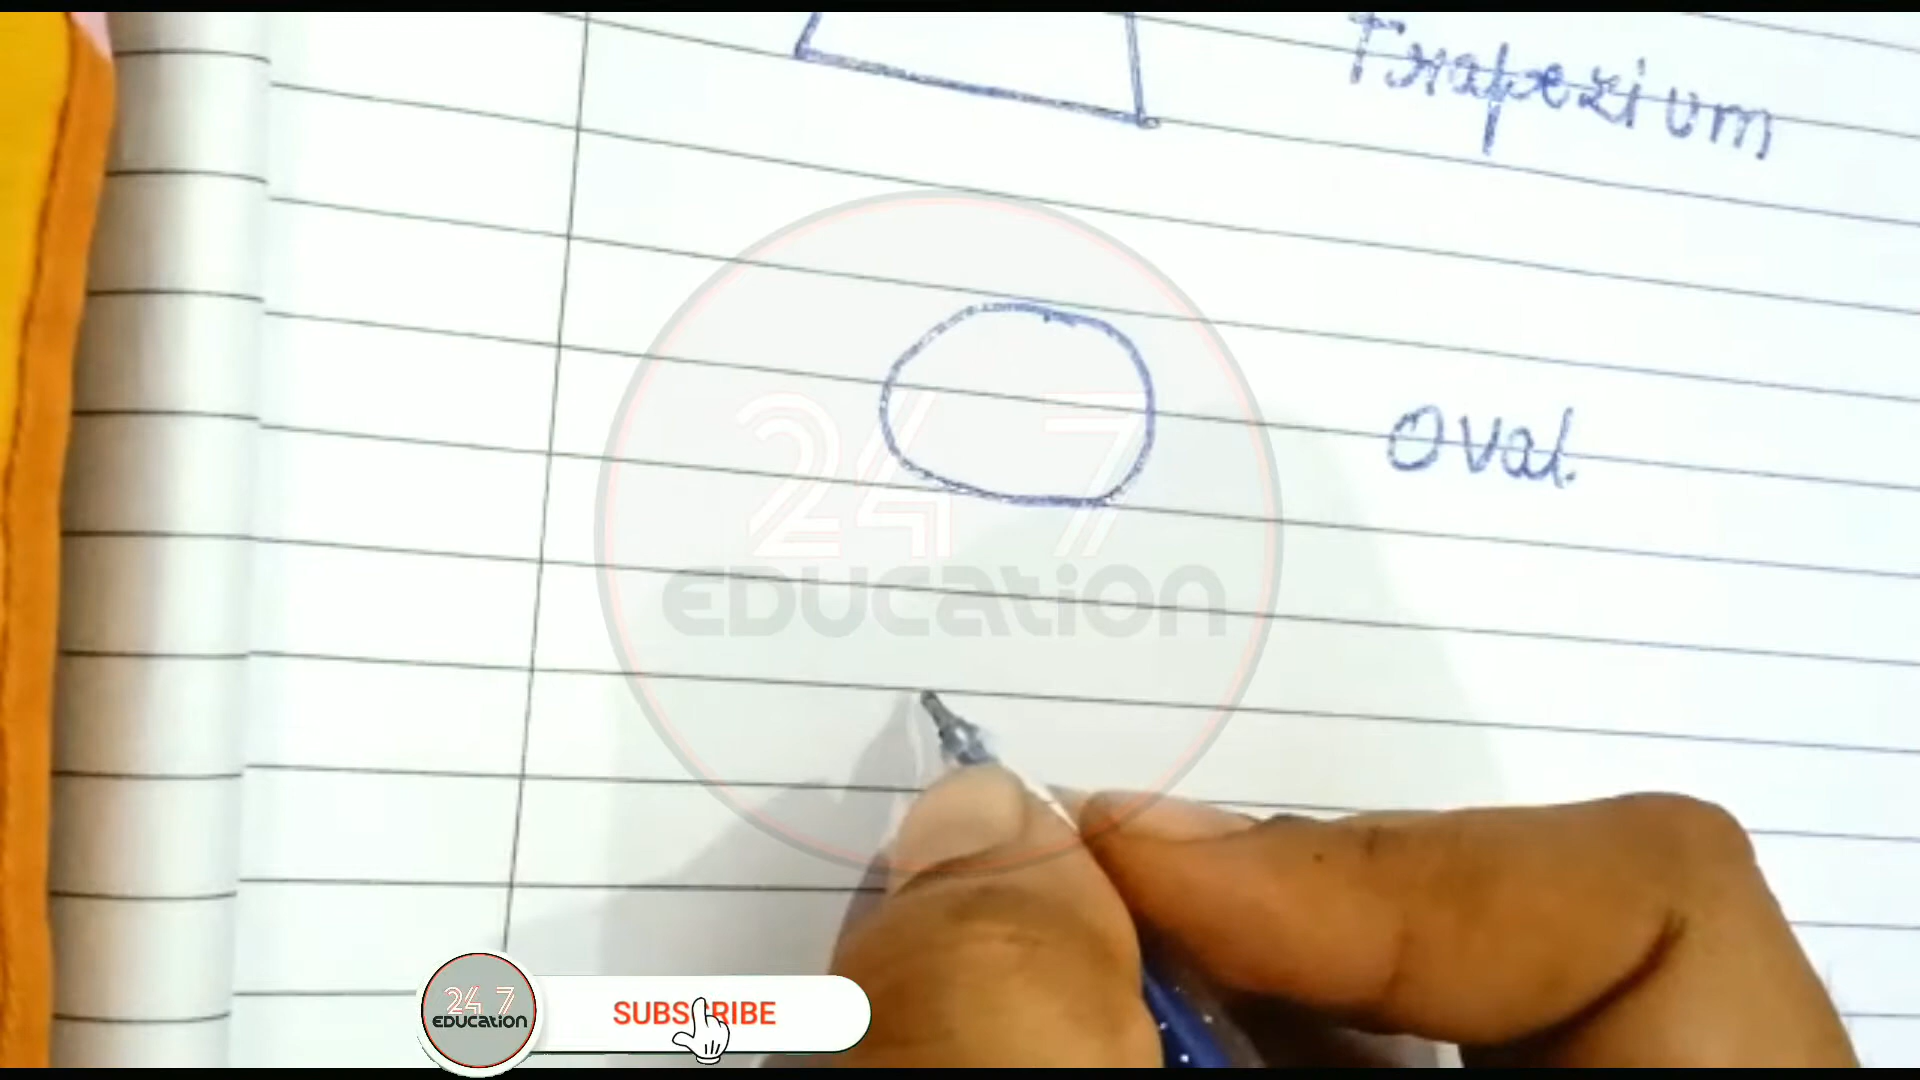 Trapezium
Oval.
24 7
EDUCATION
24 7
EDUCATION
SUBSCRIBE